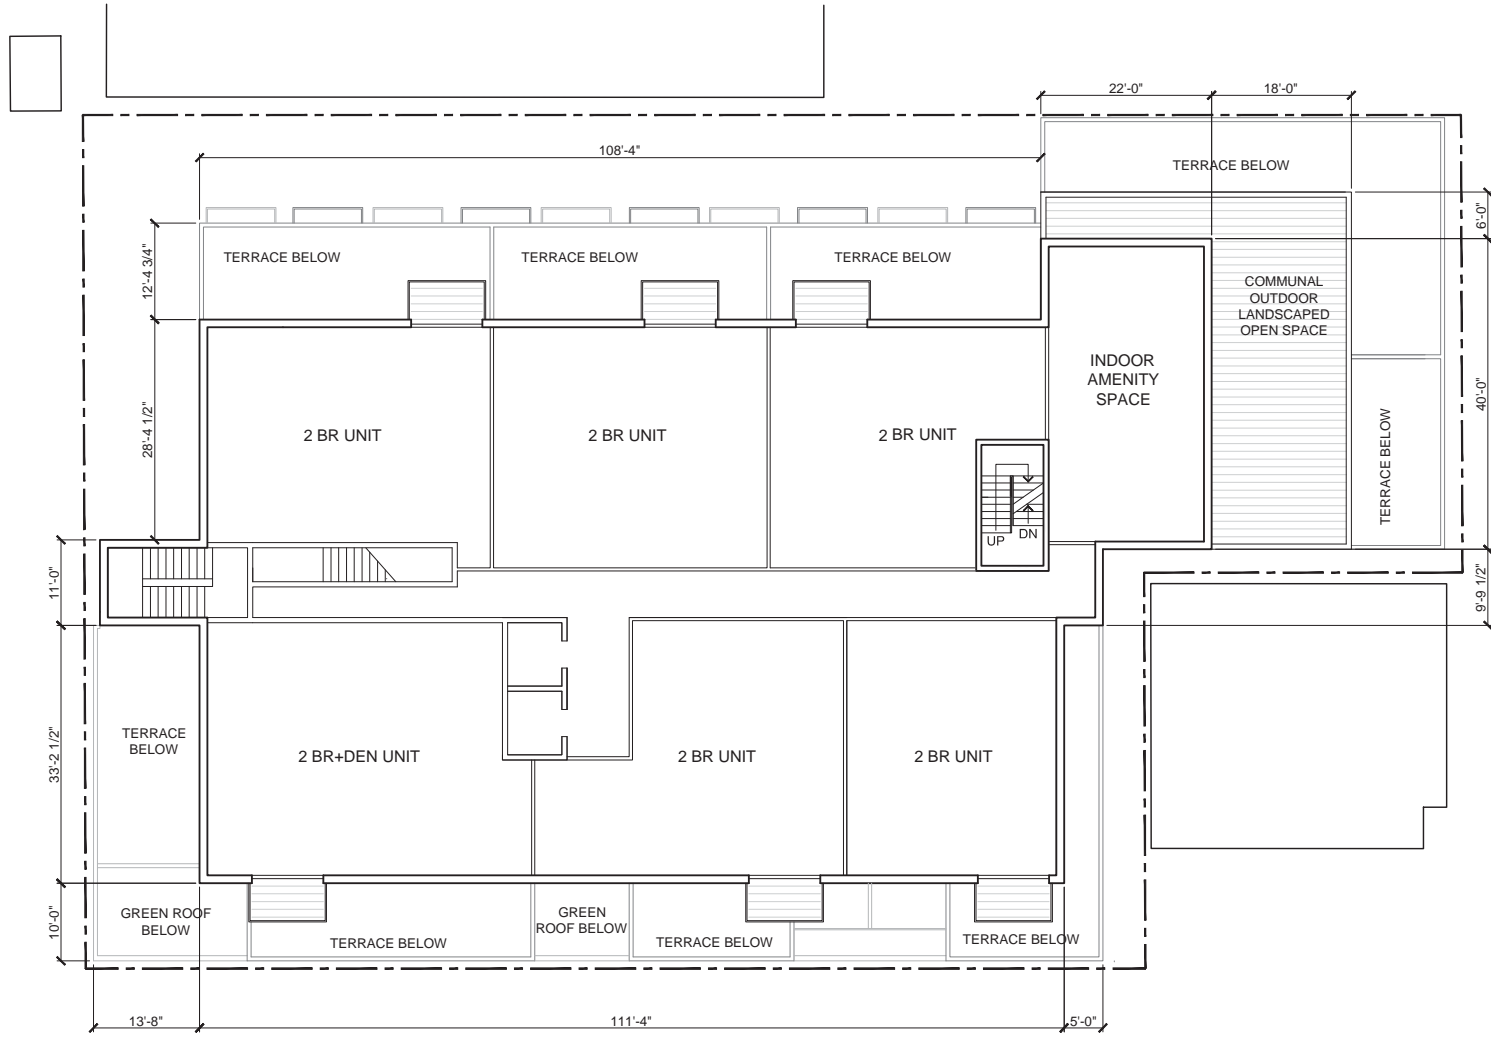 22'-0"
18'-0"
108'-4"
TERRACE BELOW
6'-0"
12'-4 3/4"
TERRACE BELOW
TERRACE BELOW
TERRACE BELOW
COMMUNAL
OUTDOOR
LANDSCAPED
OPEN SPACE
INDOOR
AMENITY
SPACE
28'-4 1/2"
2 BR UNIT
2 BR UNIT
2 BR UNIT
40'-0"
TERRACE BELOW
UP
DN
11'-0"
9'-9 1/2"
33'-2 1/2"
TERRACE
BELOW
2 BR+DEN UNIT
2 BR UNIT
2 BR UNIT
10'-0"
GREEN ROOF
BELOW
TERRACE BELOW
GREEN
ROOF BELOW
TERRACE BELOW
TERRACE BELOW
13'-8"
111'-4"
5'-0"